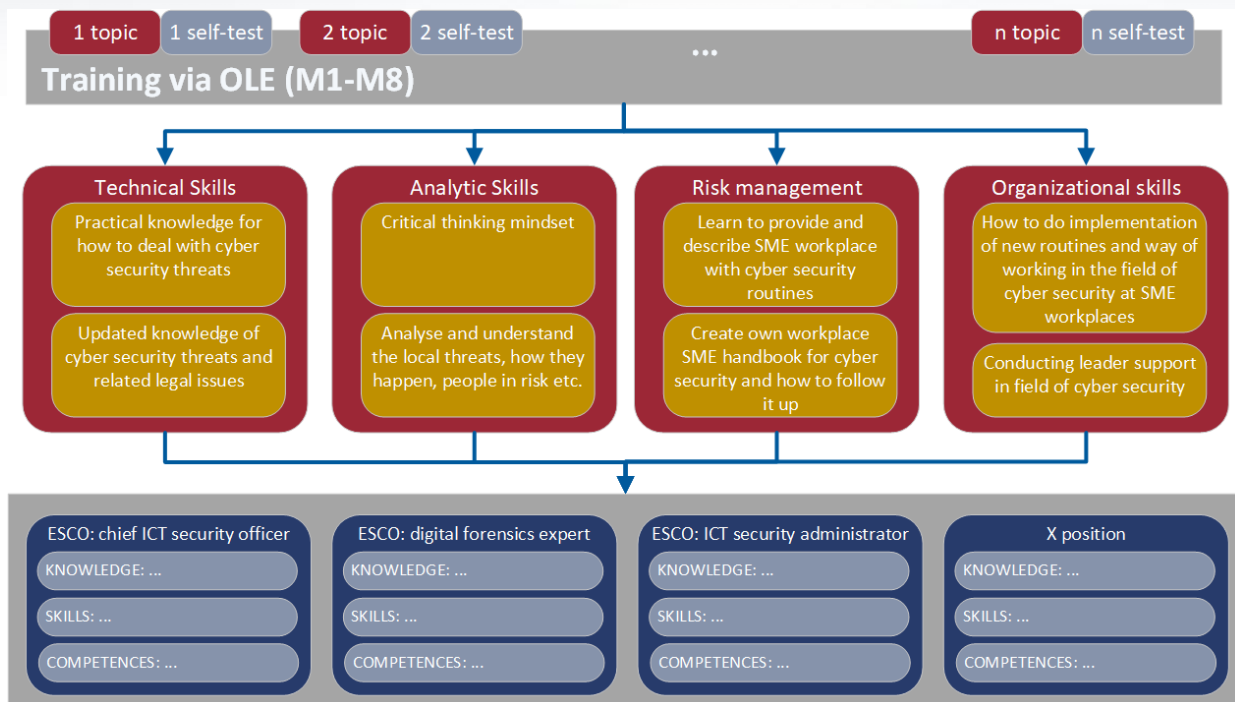 1 topic
1 self-test
2 topic
2 self-test
...
n topic
n self-test
Training via OLE (M1-M8)
Technical Skills
Practical knowledge for
how to deal with cyber
security threats
Updated knowledge of
cyber security threats and
related legal issues
Analytic Skills
Critical thinking mindset
Analyse and understand
the local threats, how they
happen, people in risk etc.
Risk management
Learn to provide and
describe SME workplace
with cyber security
routines
Create own workplace
SME handbook for cyber
security and how to follow
it up
Organizational skills
How to do implementation
of new routines and way of
working in the field of
cyber security at SME
workplaces
Conducting leader support
in field of cyber security
ESCO: chief ICT security officer
KNOWLEDGE: ...
SKILLS: ...
COMPETENCES: ...
ESCO: digital forensics expert
KNOWLEDGE: ...
SKILLS: ...
COMPETENCES: ...
ESCO: ICT security administrator
KNOWLEDGE: ...
SKILLS: ...
COMPETENCES: ...
X position
KNOWLEDGE: ...
SKILLS: ...
COMPETENCES: ...